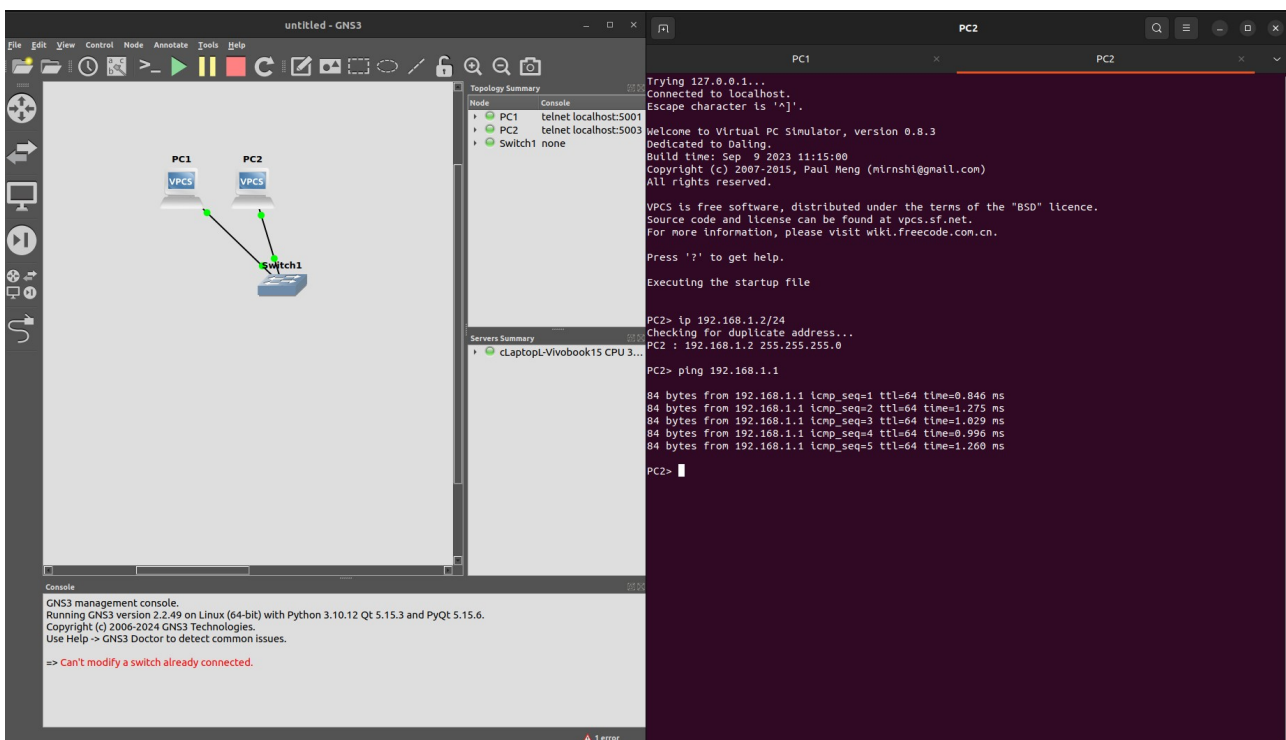 untitled - GNS3
File Edit View Control Node Annotate Tools Help
Topology Summary
Node Console
PC1 telnet localhost:5001
PC2 telnet localhost:5003
Switch1 none
PC1 PC2
VPCS VPCS
Switch1
Servers Summary
cLaptopL-Vivobook15 CPU 3...
Console
GNS3 management console.
Running GNS3 version 2.2.49 on Linux (64-bit) with Python 3.10.12 Qt 5.15.3 and PyQt 5.15.6.
Copyright (c) 2006-2024 GNS3 Technologies.
Use Help -> GNS3 Doctor to detect common issues.
=> Can't modify a switch already connected.
1 error
PC2
PC1 PC2
Trying 127.0.0.1...
Connected to localhost.
Escape character is '^]'.
Welcome to Virtual PC Simulator, version 0.8.3
Dedicated to Daling.
Build time: Sep 9 2023 11:15:00
Copyright (c) 2007-2015, Paul Meng (mirnshi@gmail.com)
All rights reserved.
VPCS is free software, distributed under the terms of the "BSD" licence.
Source code and license can be found at vpcs.sf.net.
For more information, please visit wiki.freecode.com.cn.
Press '?' to get help.
Executing the startup file
PC2> ip 192.168.1.2/24
Checking for duplicate address...
PC2 : 192.168.1.2 255.255.255.0
PC2> ping 192.168.1.1
84 bytes from 192.168.1.1 icmp_seq=1 ttl=64 time=0.846 ms
84 bytes from 192.168.1.1 icmp_seq=2 ttl=64 time=1.275 ms
84 bytes from 192.168.1.1 icmp_seq=3 ttl=64 time=1.029 ms
84 bytes from 192.168.1.1 icmp_seq=4 ttl=64 time=0.996 ms
84 bytes from 192.168.1.1 icmp_seq=5 ttl=64 time=1.260 ms
PC2>